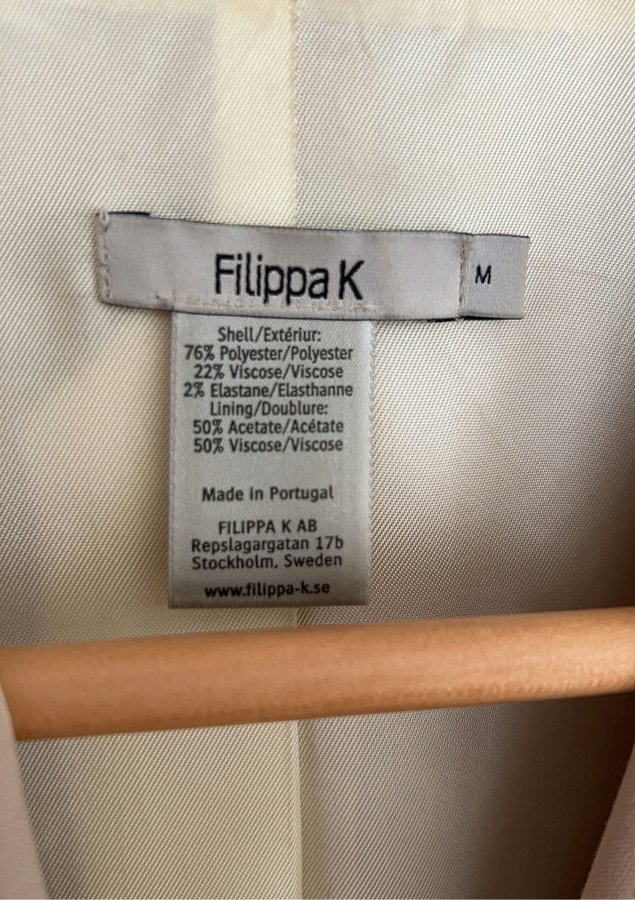 Filippa K
M
Shell/Extériur:
76% Polyester/Polyester
22% Viscose/Viscose
2% Elastane/Elasthanne
Lining/Doublure:
50% Acetate/Acétate
50% Viscose/Viscose
Made in Portugal
FILIPPA K AB
Repslagargatan 17b
Stockholm, Sweden
www.filippa-k.se